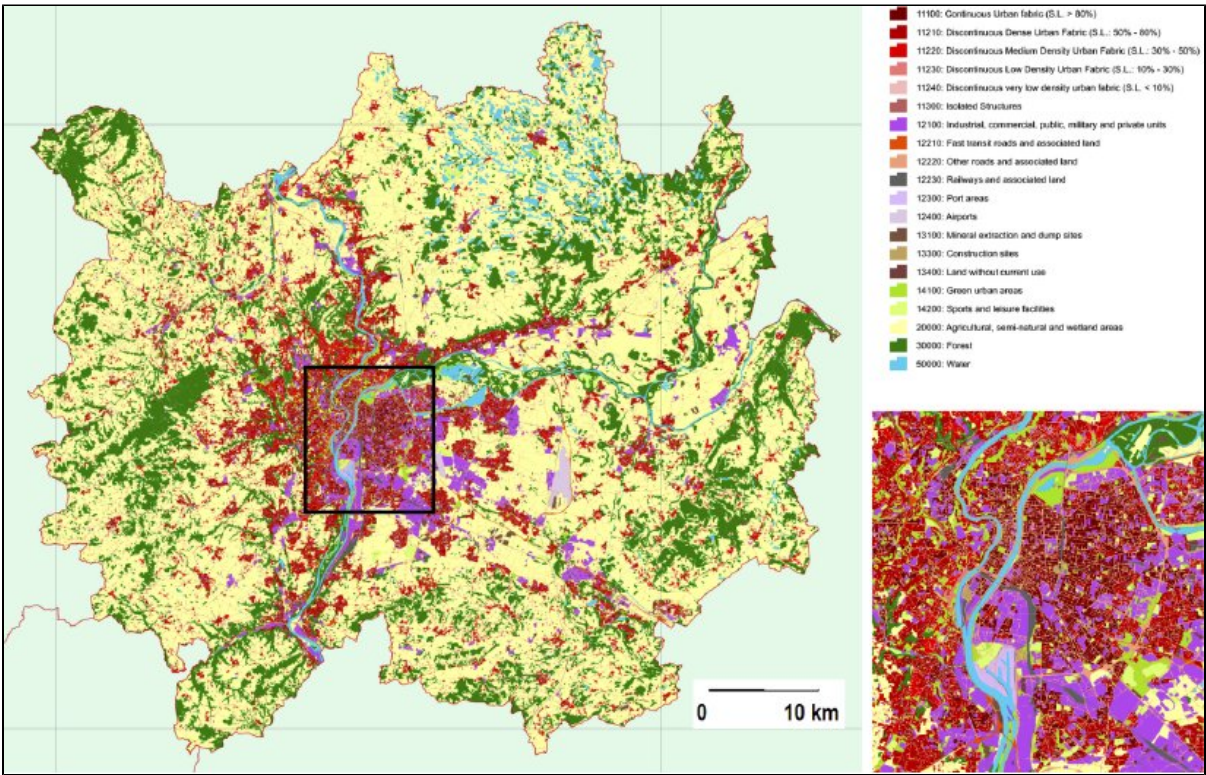 11100: Continuous Urban fabric (S.L. > 80%)
11210: Discontinuous Dense Urban Fabric (S.L.: 50% - 80%)
11220: Discontinuous Medium Density Urban Fabric (S.L.: 30% - 50%)
11230: Discontinuous Low Density Urban Fabric (S.L.: 10% - 30%)
11240: Discontinuous very low density urban fabric (S.L. < 10%)
11300: Isolated Structures
12100: Industrial, commercial, public, military and private units
12210: Fast transit roads and associated land
12220: Other roads and associated land
12230: Railways and associated land
12300: Port areas
12400: Airports
13100: Mineral extraction and dump sites
13300: Construction sites
13400: Land without current use
14100: Green urban areas
14200: Sports and leisure facilities
20000: Agricultural, semi-natural and wetland areas
30000: Forest
50000: Water
0 10 km